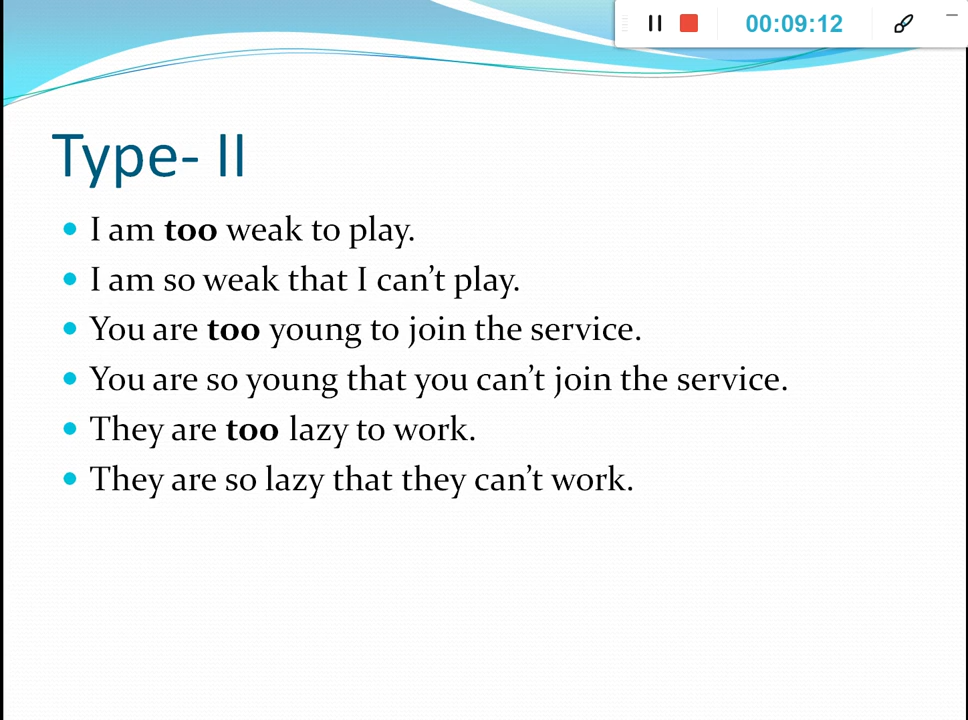 00:09:12
Type- II
I am too weak to play.
I am so weak that I can’t play.
You are too young to join the service.
You are so young that you can’t join the service.
They are too lazy to work.
They are so lazy that they can’t work.